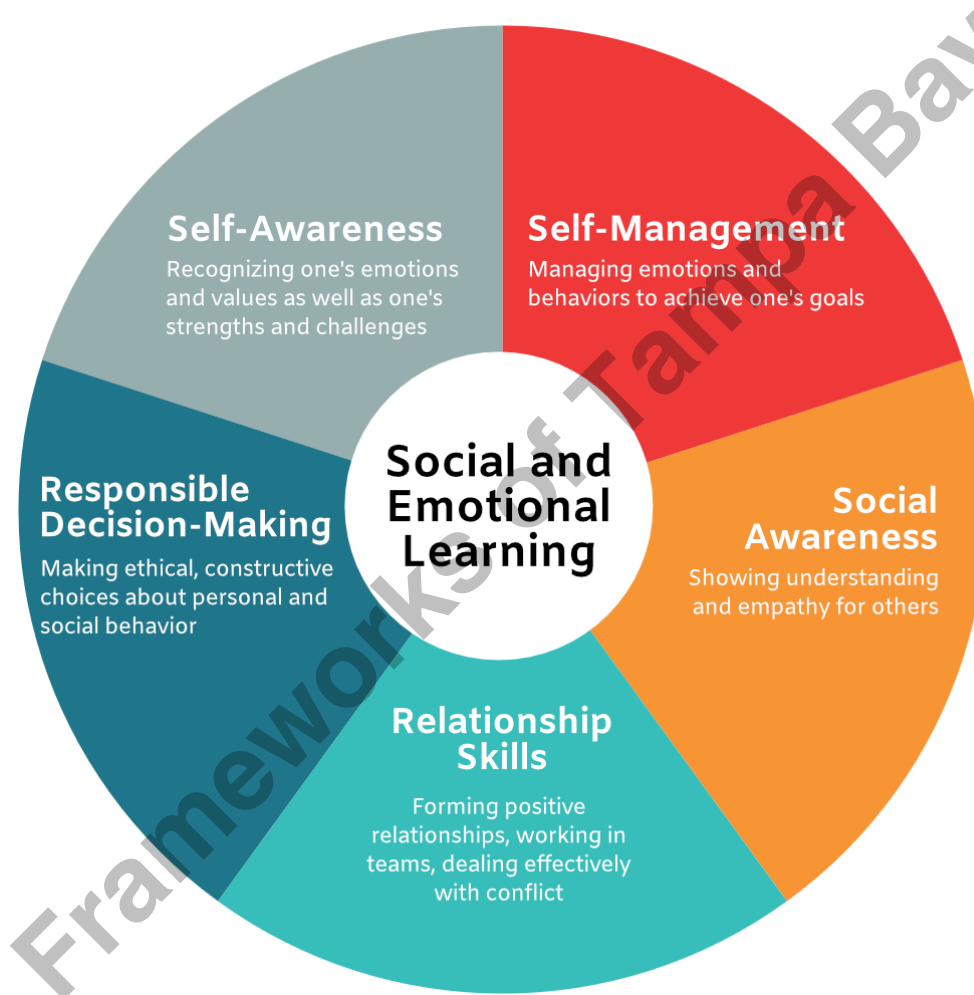 Self-Awareness
Recognizing one's emotions
and values as well as one's
strengths and challenges
Self-Management
Managing emotions and
behaviors to achieve one's goals
Social
Awareness
Showing understanding
and empathy for others
Relationship
Skills
Forming positive
relationships, working in
teams, dealing effectively
with conflict
Responsible
Decision-Making
Making ethical, constructive
choices about personal and
social behavior
Social and
Emotional
Learning
Frameworks of Tampa Bay